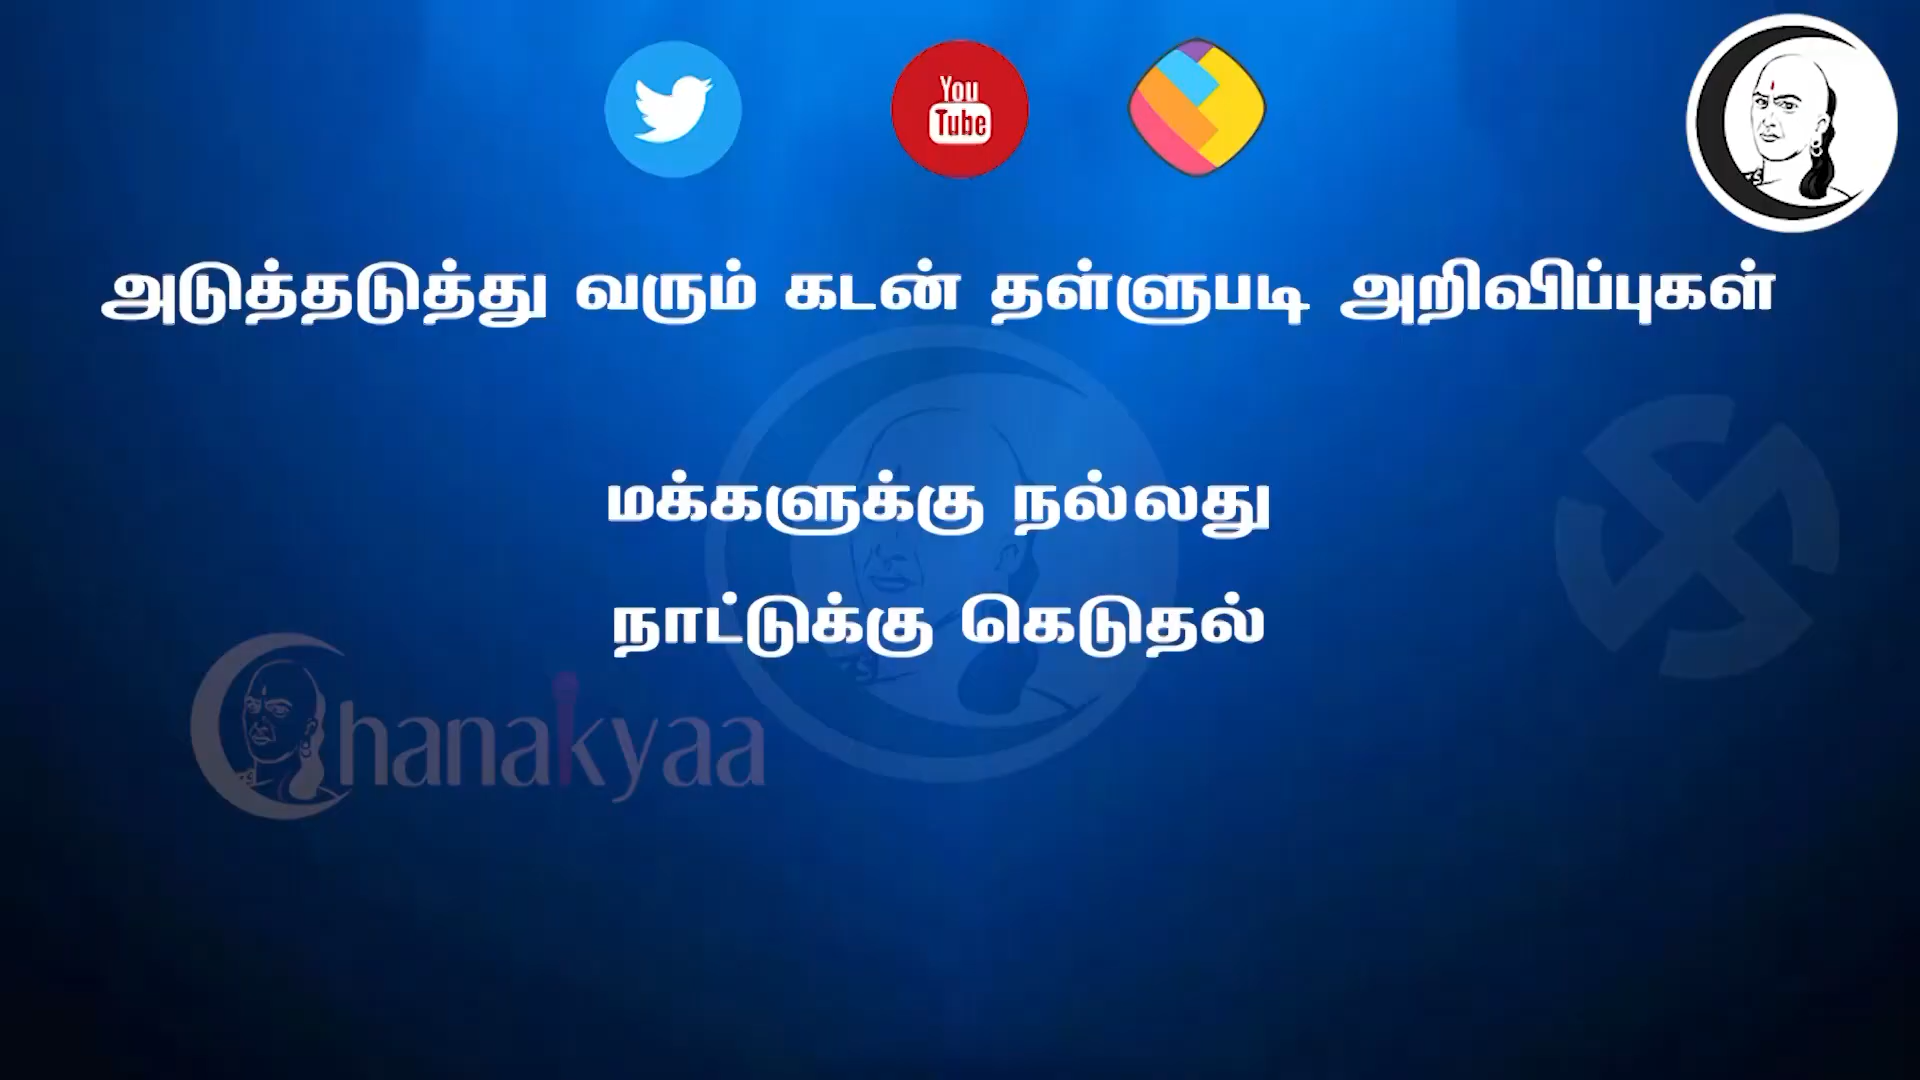 You
Tube
அடுத்தடுத்து வரும் கடன் தள்ளுபடி அறிவிப்புகள்
மக்களுக்கு நல்லது
நாட்டுக்கு கெடுதல்
Chanakyaa